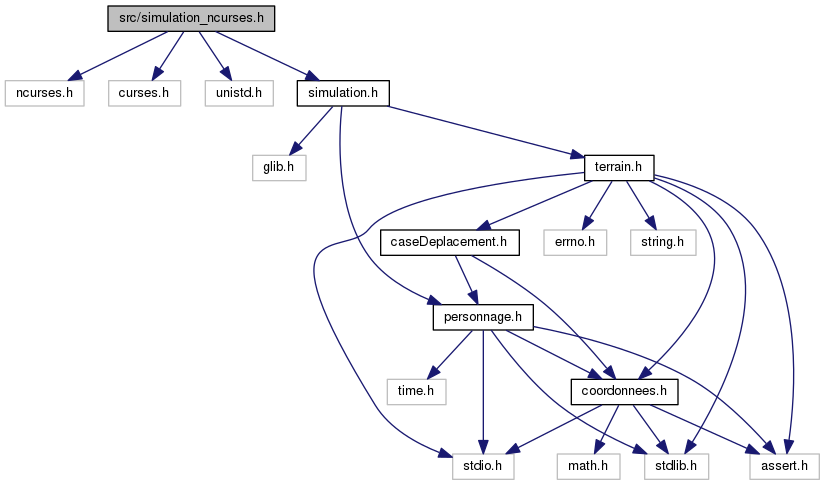 src/simulation_ncurses.h
ncurses.h
curses.h
unistd.h
simulation.h
glib.h
terrain.h
caseDeplacement.h
errno.h
string.h
personnage.h
time.h
coordonnees.h
stdio.h
math.h
stdlib.h
assert.h